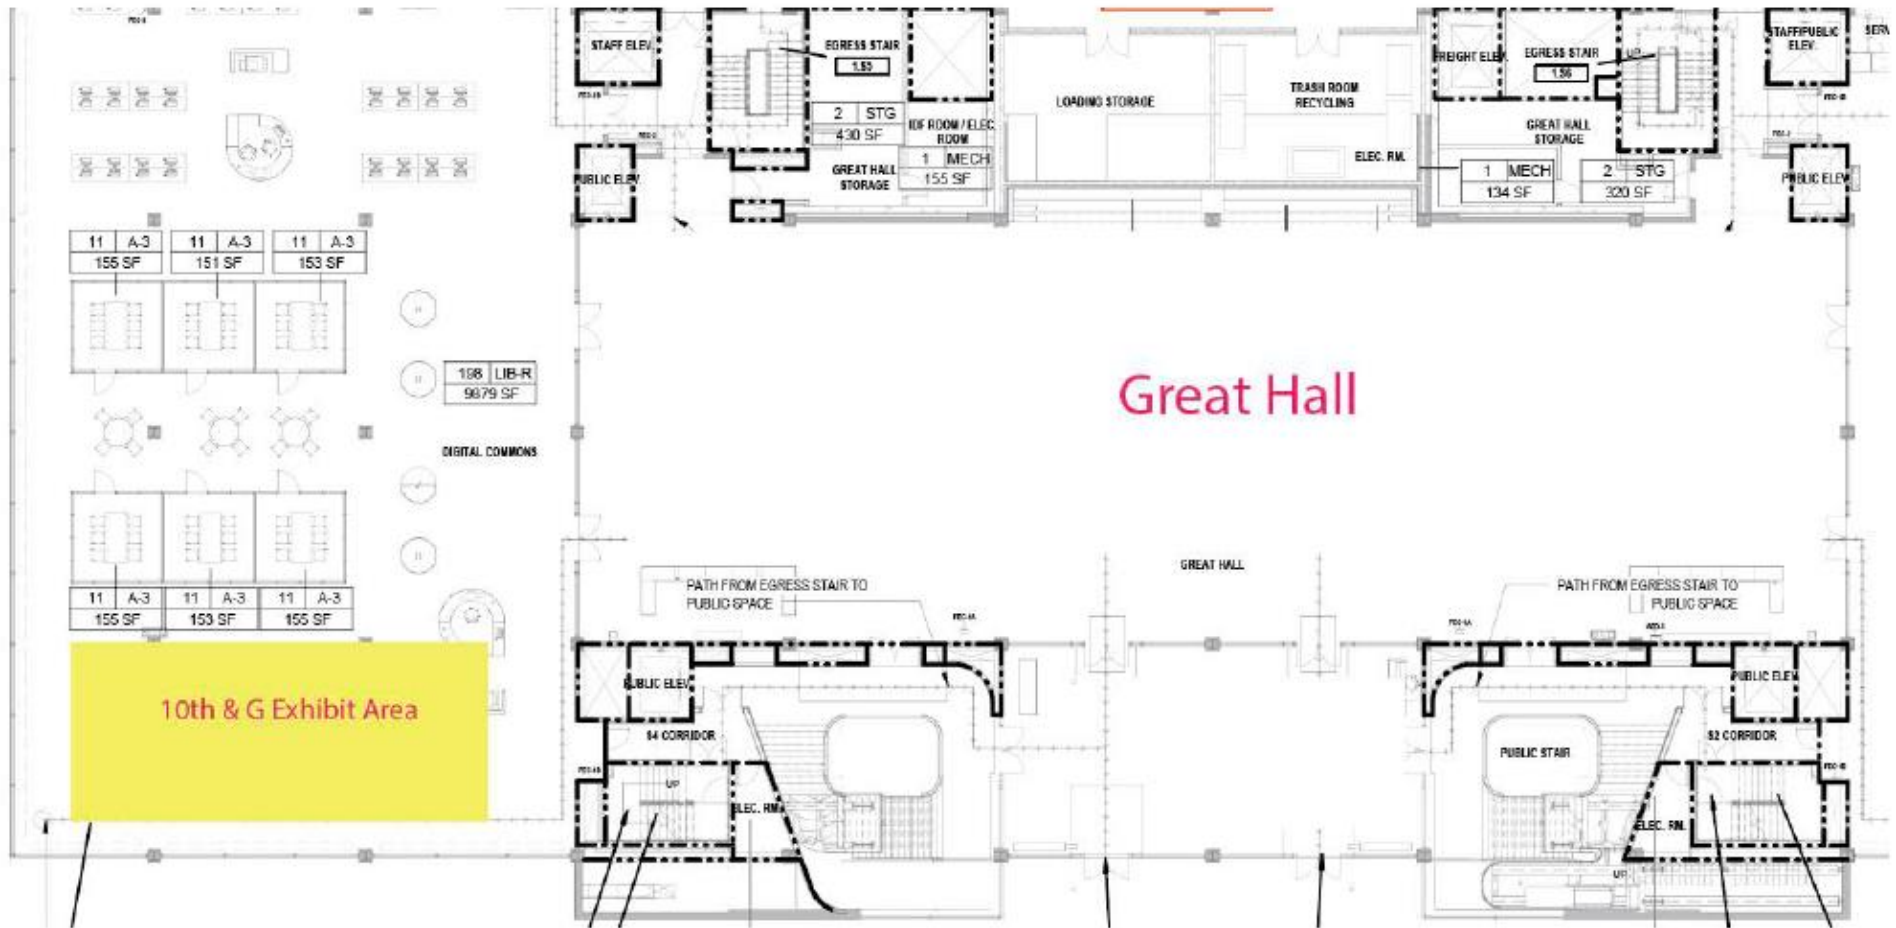 STAFF ELEV.
EGRESS STAIR
1.S5
2 STG
430 SF
IDF ROOM / ELEC.
ROOM
1 MECH
155 SF
GREAT HALL
STORAGE
PUBLIC ELEV.
LOADING STORAGE
TRASH ROOM
RECYCLING
ELEC. RM.
FREIGHT ELEV.
EGRESS STAIR
1.S6
UP
GREAT HALL
STORAGE
1 MECH
134 SF
2 STG
320 SF
STAFF/PUBLIC
ELEV.
SERV
PUBLIC ELEV.
11 A-3
155 SF
11 A-3
151 SF
11 A-3
153 SF
198 LIB-R
9879 SF
DIGITAL COMMONS
Great Hall
GREAT HALL
11 A-3
155 SF
11 A-3
153 SF
11 A-3
155 SF
PATH FROM EGRESS STAIR TO
PUBLIC SPACE
PATH FROM EGRESS STAIR TO
PUBLIC SPACE
10th & G Exhibit Area
PUBLIC ELEV.
S4 CORRIDOR
UP
ELEC. RM.
PUBLIC STAIR
PUBLIC ELEV.
S2 CORRIDOR
ELEC. RM.
UP